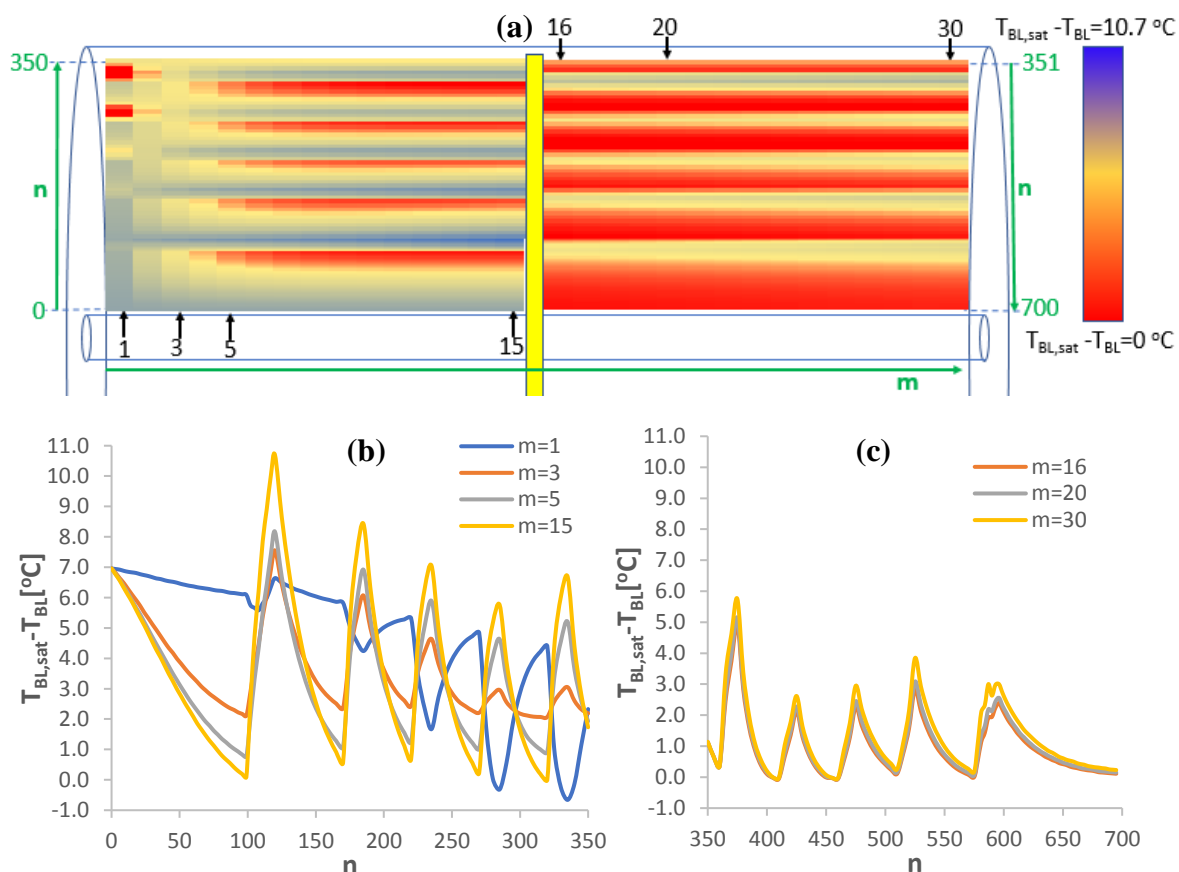 (a)
16 20 30
T_BL,sat -T_BL=10.7 °C
350
351
n
n
0
700
1 3 5 15
T_BL,sat -T_BL=0 °C
m
(b)
T_BL,sat-T_BL[°C]
11.0
10.0
9.0
8.0
7.0
6.0
5.0
4.0
3.0
2.0
1.0
0.0
-1.0
0 50 100 150 200 250 300 350
n
m=1
m=3
m=5
m=15
(c)
T_BL,sat-T_BL[°C]
11.0
10.0
9.0
8.0
7.0
6.0
5.0
4.0
3.0
2.0
1.0
0.0
-1.0
350 400 450 500 550 600 650 700
n
m=16
m=20
m=30